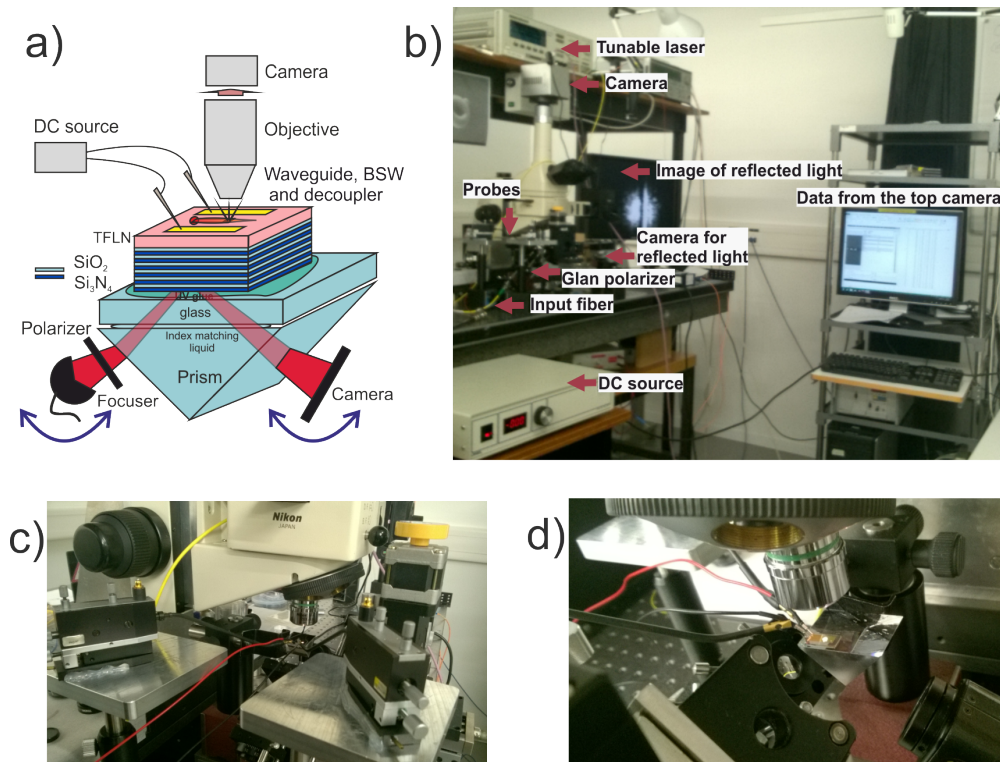 a)
Camera
DC source
Objective
Waveguide, BSW
and decoupler
TFLN
SiO₂
Si₃N₄
UV glue
glass
Index matching
liquid
Polarizer
Prism
Focuser
Camera
b)
Tunable laser
Camera
Image of reflected light
Probes
Data from the top camera
Camera for
reflected light
Glan polarizer
Input fiber
DC source
c)
Nikon
JAPAN
d)